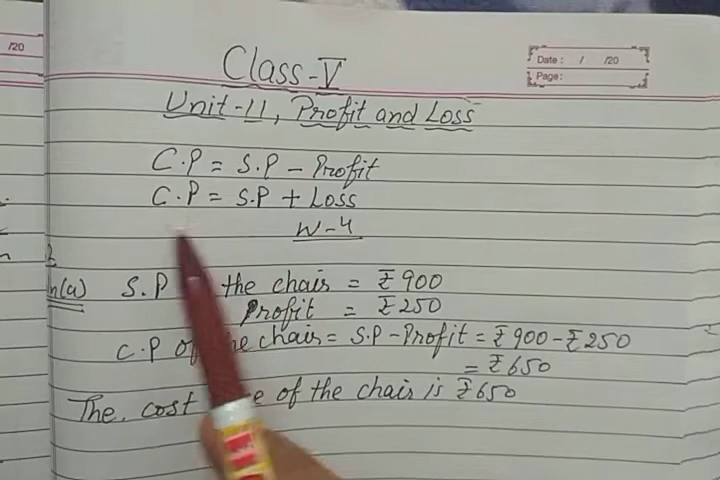 /20
Date: / /20
Page:
Class-V
Unit-11, Profit and Loss
C.P = S.P - Profit
C.P = S.P + Loss
W-4
(a) S.P the chair = ₹900
Profit = ₹250
C.P of the chair = S.P-Profit = ₹900-₹250
= ₹650
The cost of the chair is ₹650